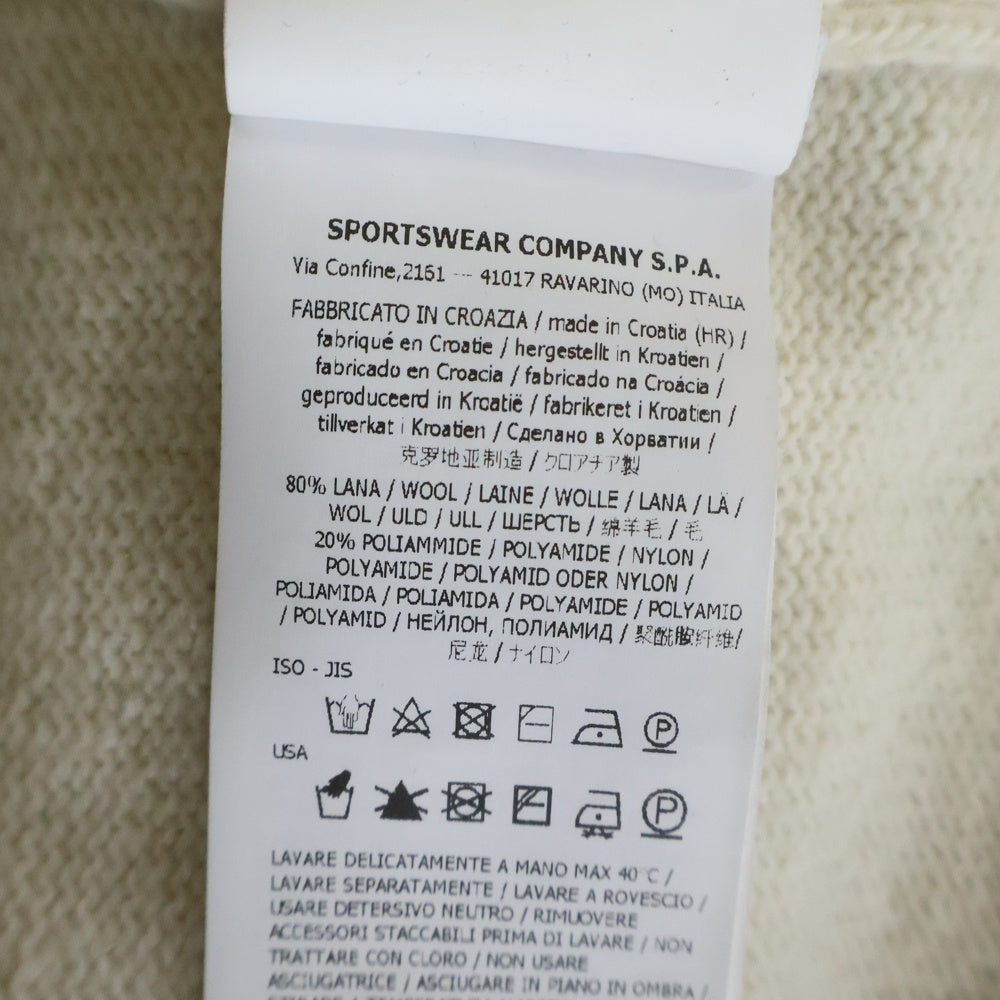 SPORTSWEAR COMPANY S.P.A.
Via Confine,2161 --- 41017 RAVARINO (MO) ITALIA
FABBRICATO IN CROAZIA / made in Croatia (HR) /
fabriqué en Croatie / hergestellt in Kroatien /
fabricado en Croacia / fabricado na Croácia /
geproduceerd in Kroatië / fabrikeret i Kroatien /
tillverkat i Kroatien / Сделано в Хорватии /
克罗地亚制造 / クロアチア製
80% LANA / WOOL / LAINE / WOLLE / LANA / LÃ /
WOL / ULD / ULL / ШЕРСТЬ / 绵羊毛 / 毛
20% POLIAMMIDE / POLYAMIDE / NYLON /
POLYAMIDE / POLYAMID ODER NYLON /
POLIAMIDA / POLIAMIDA / POLYAMIDE / POLYAMID
/ POLYAMID / НЕЙЛОН, ПОЛИАМИД / 聚酰胺纤维/
尼龙 / ナイロン
ISO - JIS
P
USA
P
LAVARE DELICATAMENTE A MANO MAX 40°C /
LAVARE SEPARATAMENTE / LAVARE A ROVESCIO /
USARE DETERSIVO NEUTRO / RIMUOVERE
ACCESSORI STACCABILI PRIMA DI LAVARE / NON
TRATTARE CON CLORO / NON USARE
ASCIUGATRICE / ASCIUGARE IN PIANO IN OMBRA /